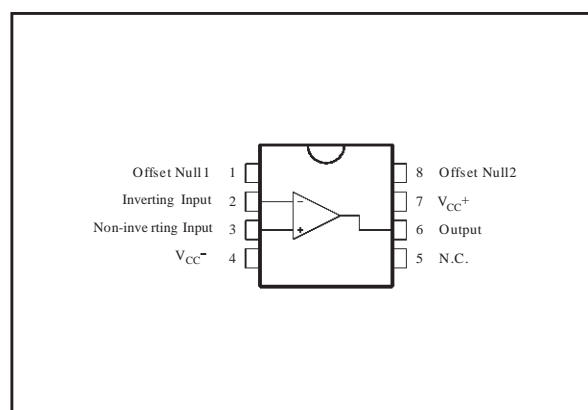 Offset Null1 1
Inverting Input 2
Non-inverting Input 3
VCC- 4
8 Offset Null2
7 VCC+
6 Output
5 N.C.
- 
+